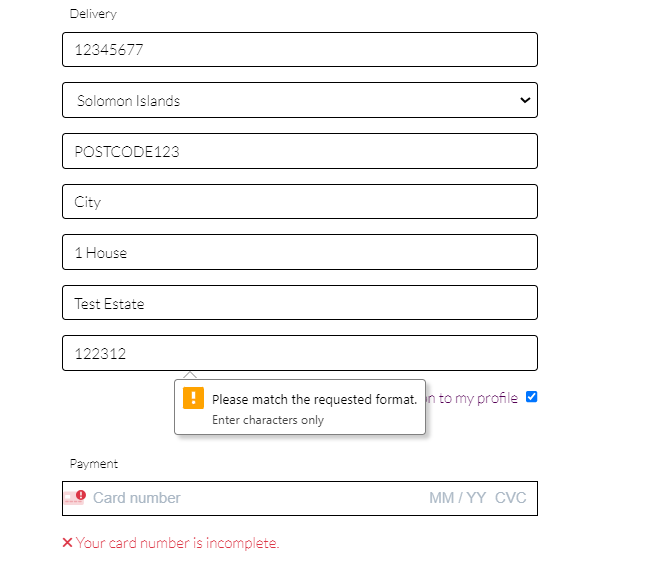 Delivery
12345677
Solomon Islands
POSTCODE123
City
1 House
Test Estate
122312
Please match the requested format.
Enter characters only
to my profile
Payment
Card number MM / YY CVC
Your card number is incomplete.